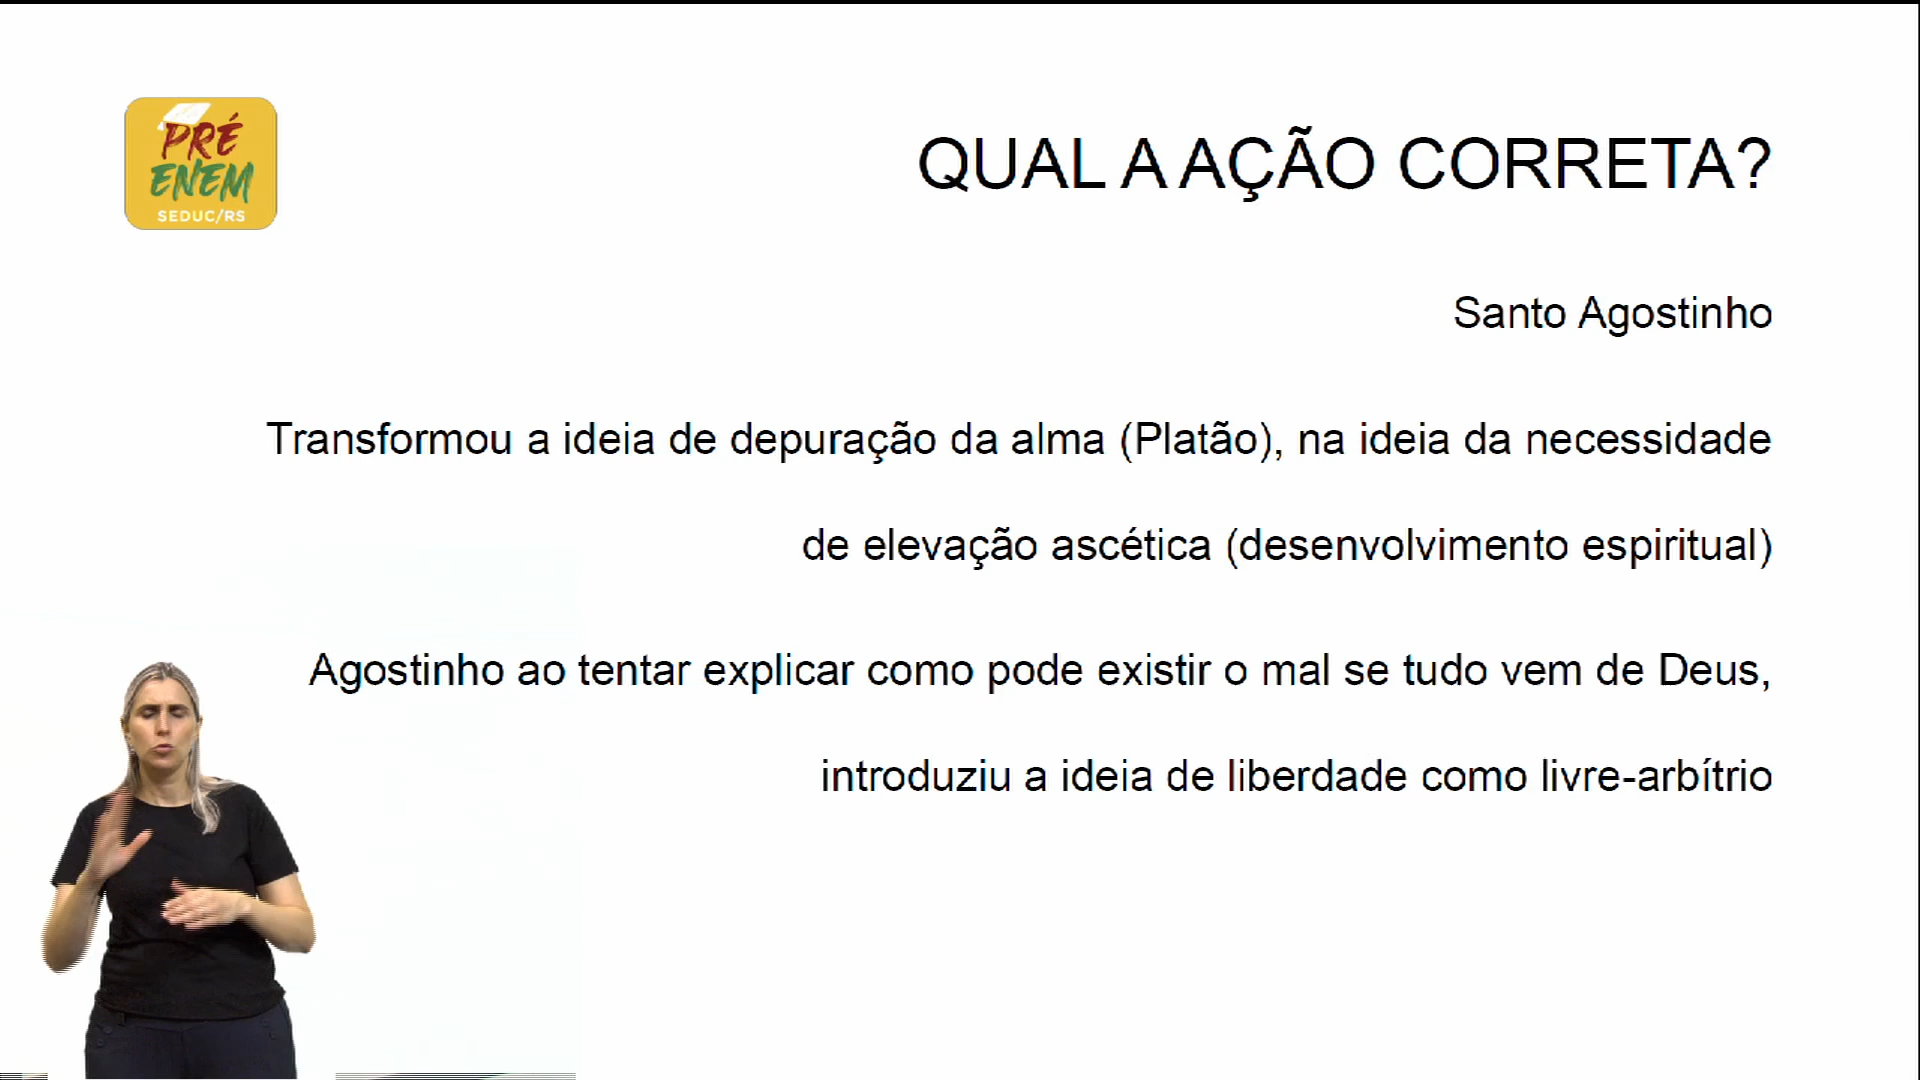 PRÉ
ENEM
SEDUC/RS
QUAL A AÇÃO CORRETA?
Santo Agostinho
Transformou a ideia de depuração da alma (Platão), na ideia da necessidade
de elevação ascética (desenvolvimento espiritual)
Agostinho ao tentar explicar como pode existir o mal se tudo vem de Deus,
introduziu a ideia de liberdade como livre-arbítrio